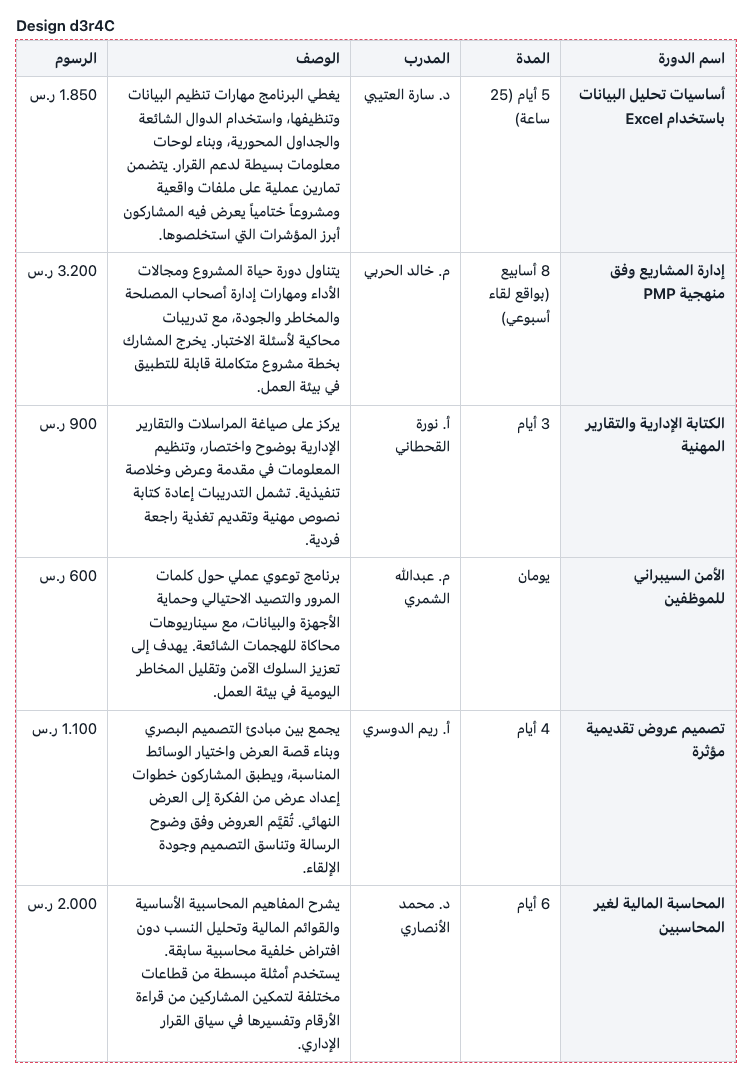 Design d3r4C
اسم الدورة
المدة
المدرب
الوصف
الرسوم
أساسيات تحليل البيانات
باستخدام Excel
5 أيام (25
ساعة)
د. سارة العتيبي
يغطي البرنامج مهارات تنظيم البيانات
وتنظيفها، واستخدام الدوال الشائعة
والجداول المحورية، وبناء لوحات
معلومات بسيطة لدعم القرار. يتضمن
تمارين عملية على ملفات واقعية
ومشروعاً ختامياً يعرض فيه المشاركون
أبرز المؤشرات التي استخلصوها.
1.850 ر.س
إدارة المشاريع وفق
منهجية PMP
8 أسابيع
(بواقع لقاء
أسبوعي)
م. خالد الحربي
يتناول دورة حياة المشروع ومجالات
الأداء ومهارات إدارة أصحاب المصلحة
والمخاطر والجودة، مع تدريبات
محاكية لأسئلة الاختبار. يخرج المشارك
بخطة مشروع متكاملة قابلة للتطبيق
في بيئة العمل.
3.200 ر.س
الكتابة الإدارية والتقارير
المهنية
3 أيام
أ. نورة
القحطاني
يركز على صياغة المراسلات والتقارير
الإدارية بوضوح واختصار، وتنظيم
المعلومات في مقدمة وعرض وخلاصة
تنفيذية. تشمل التدريبات إعادة كتابة
نصوص مهنية وتقديم تغذية راجعة
فردية.
900 ر.س
الأمن السيبراني
للموظفين
يومان
م. عبدالله
الشمري
برنامج توعوي عملي حول كلمات
المرور والتصيد الاحتيالي وحماية
الأجهزة والبيانات، مع سيناريوهات
محاكاة للهجمات الشائعة. يهدف إلى
تعزيز السلوك الآمن وتقليل المخاطر
اليومية في بيئة العمل.
600 ر.س
تصميم عروض تقديمية
مؤثرة
4 أيام
أ. ريم الدوسري
يجمع بين مبادئ التصميم البصري
وبناء قصة العرض واختيار الوسائط
المناسبة، ويطبق المشاركون خطوات
إعداد عرض من الفكرة إلى العرض
النهائي. تُقيَّم العروض وفق وضوح
الرسالة وتناسق التصميم وجودة
الإلقاء.
1.100 ر.س
المحاسبة المالية لغير
المحاسبين
6 أيام
د. محمد
الأنصاري
يشرح المفاهيم المحاسبية الأساسية
والقوائم المالية وتحليل النسب دون
افتراض خلفية محاسبية سابقة.
يستخدم أمثلة مبسطة من قطاعات
مختلفة لتمكين المشاركين من قراءة
الأرقام وتفسيرها في سياق القرار
الإداري.
2.000 ر.س